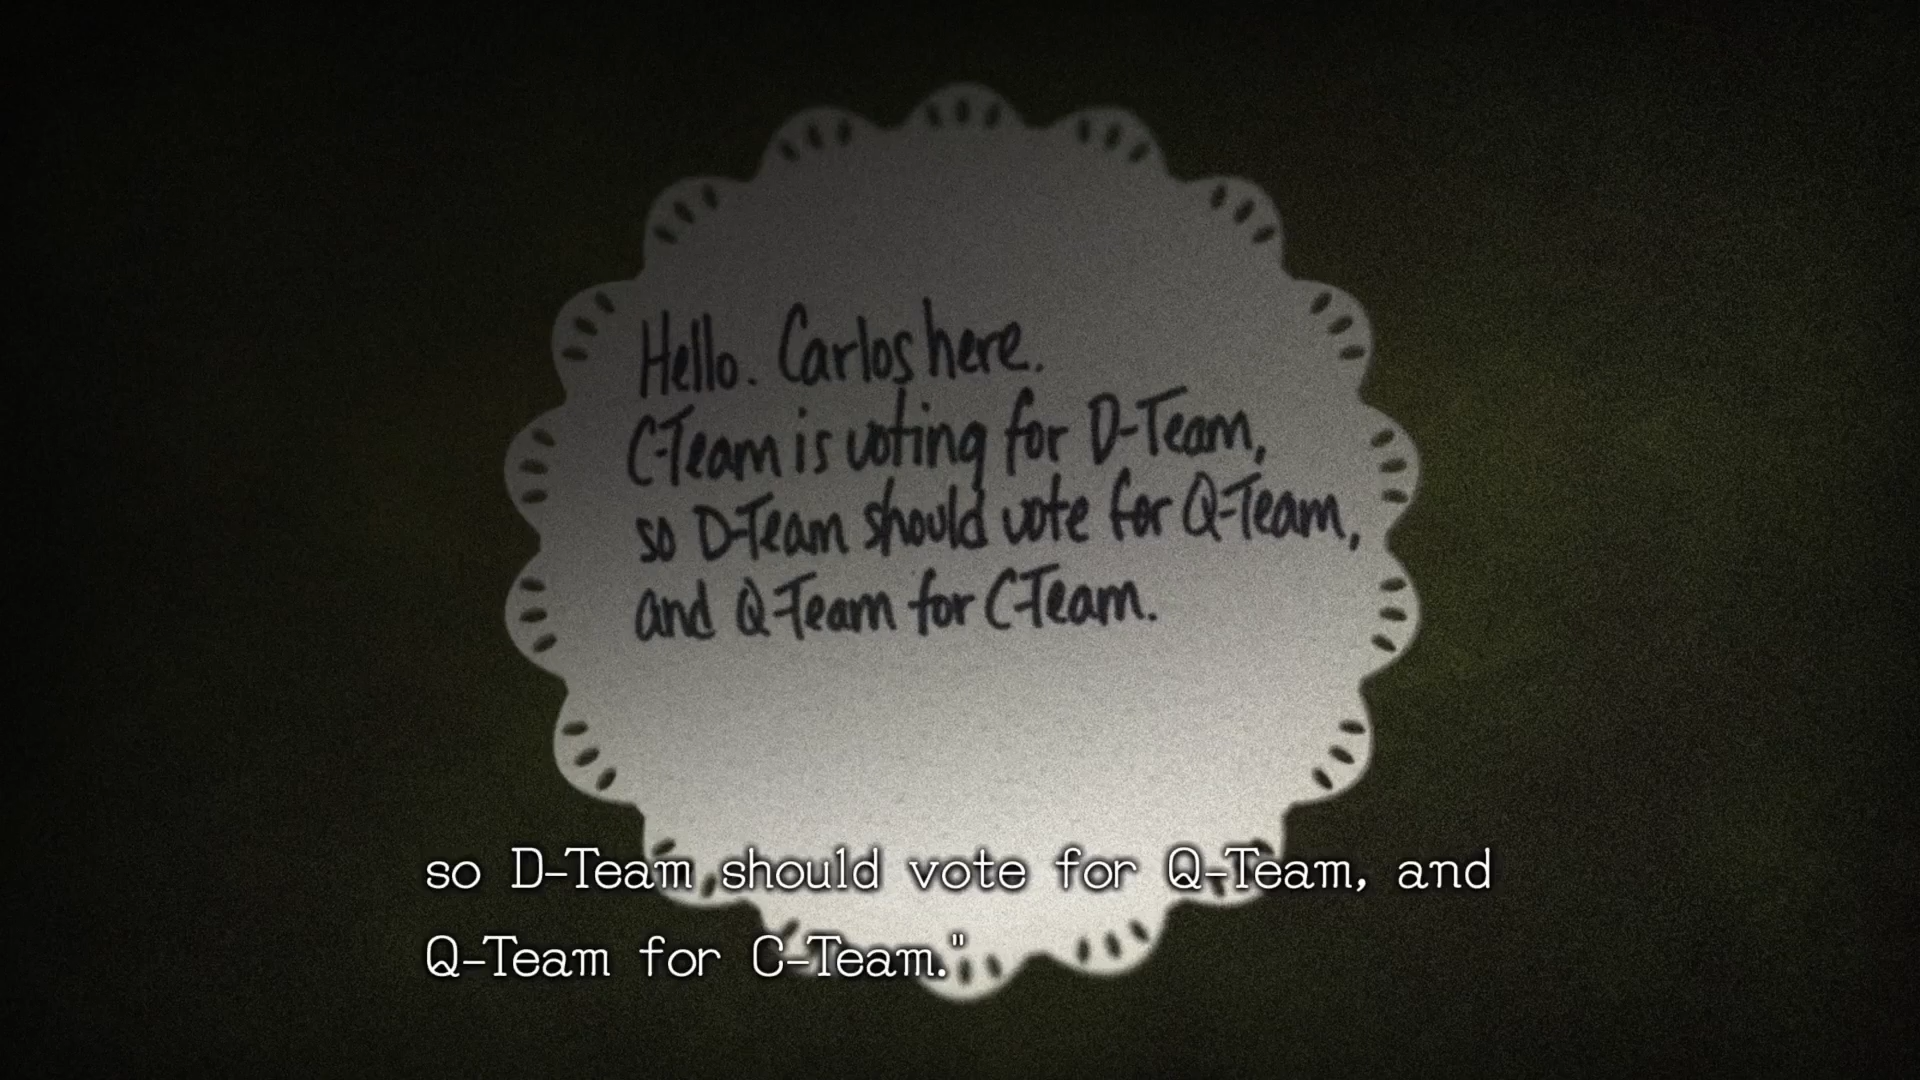 Hello. Carlos here.
C-Team is voting for D-Team,
so D-Team should vote for Q-Team,
and Q-Team for C-Team.
so D-Team should vote for Q-Team, and
Q-Team for C-Team."